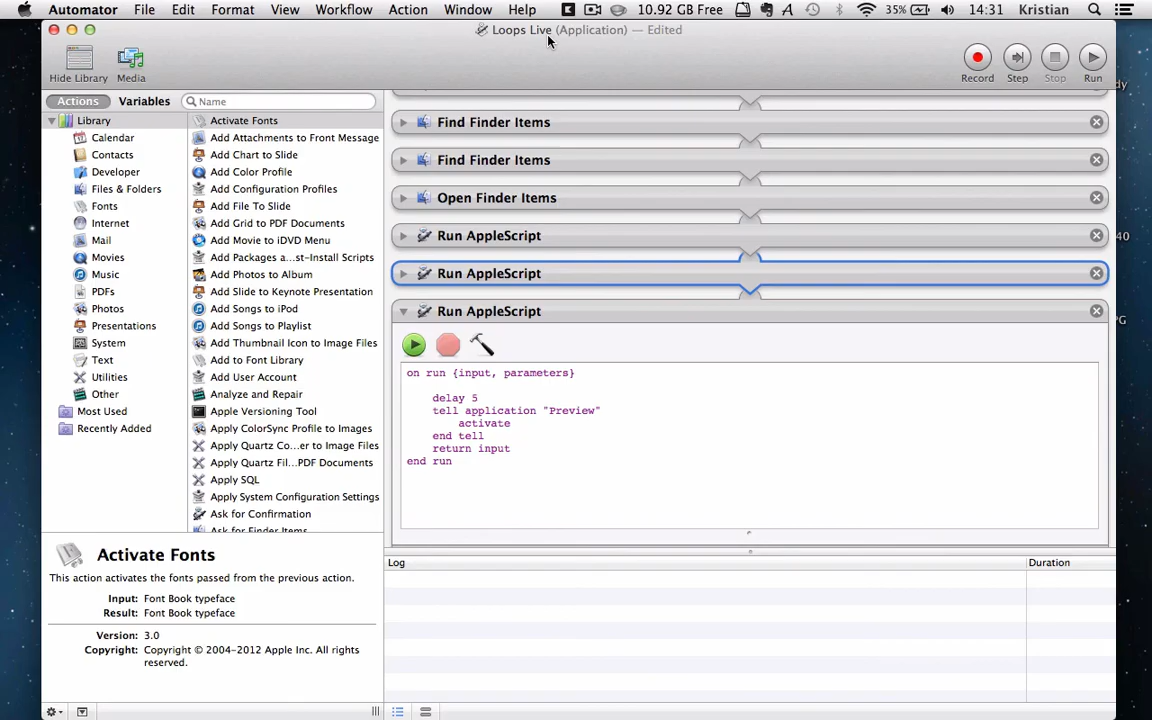 Automator File Edit Format View Workflow Action Window Help 10.92 GB Free 35% 14:31 Kristian
Loops Live (Application) — Edited
Hide Library Media Record Step Stop Run
Actions Variables Name
Library
Calendar
Contacts
Developer
Files & Folders
Fonts
Internet
Mail
Movies
Music
PDFs
Photos
Presentations
System
Text
Utilities
Other
Most Used
Recently Added
Activate Fonts
Add Attachments to Front Message
Add Chart to Slide
Add Color Profile
Add Configuration Profiles
Add File To Slide
Add Grid to PDF Documents
Add Movie to iDVD Menu
Add Packages a...st-Install Scripts
Add Photos to Album
Add Slide to Keynote Presentation
Add Songs to iPod
Add Songs to Playlist
Add Thumbnail Icon to Image Files
Add to Font Library
Add User Account
Analyze and Repair
Apple Versioning Tool
Apply ColorSync Profile to Images
Apply Quartz Co...er to Image Files
Apply Quartz Fil...PDF Documents
Apply SQL
Apply System Configuration Settings
Ask for Confirmation
Ask for Finder Items
Find Finder Items
Find Finder Items
Open Finder Items
Run AppleScript
Run AppleScript
Run AppleScript
on run {input, parameters}
delay 5
tell application "Preview"
activate
end tell
return input
end run
Activate Fonts
This action activates the fonts passed from the previous action.
Input: Font Book typeface
Result: Font Book typeface
Version: 3.0
Copyright: Copyright © 2004–2012 Apple Inc. All rights
reserved.
Log Duration
dy
40
PG